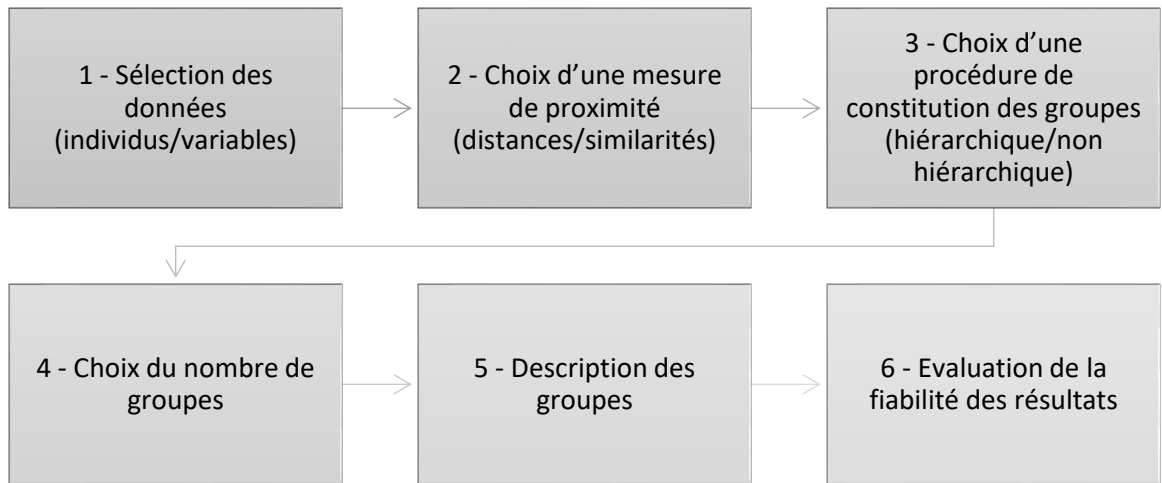 1 - Sélection des
données
(individus/variables)
2 - Choix d’une mesure
de proximité
(distances/similarités)
3 - Choix d’une
procédure de
constitution des groupes
(hiérarchique/non
hiérarchique)
4 - Choix du nombre de
groupes
5 - Description des
groupes
6 - Evaluation de la
fiabilité des résultats